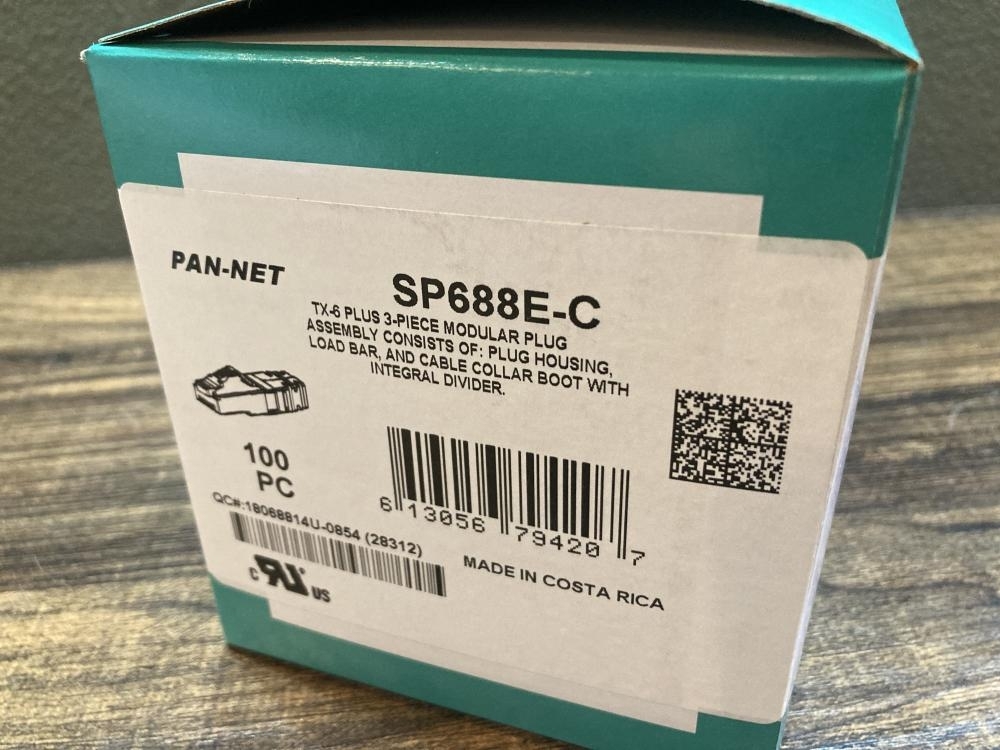 PAN-NET
SP688E-C
TX-6 PLUS 3-PIECE MODULAR PLUG
ASSEMBLY CONSISTS OF: PLUG HOUSING,
LOAD BAR, AND CABLE COLLAR BOOT WITH
INTEGRAL DIVIDER.
100
PC
6 13056 79420 7
QC#:18068814U-0854 (28312)
MADE IN COSTA RICA
C RU US